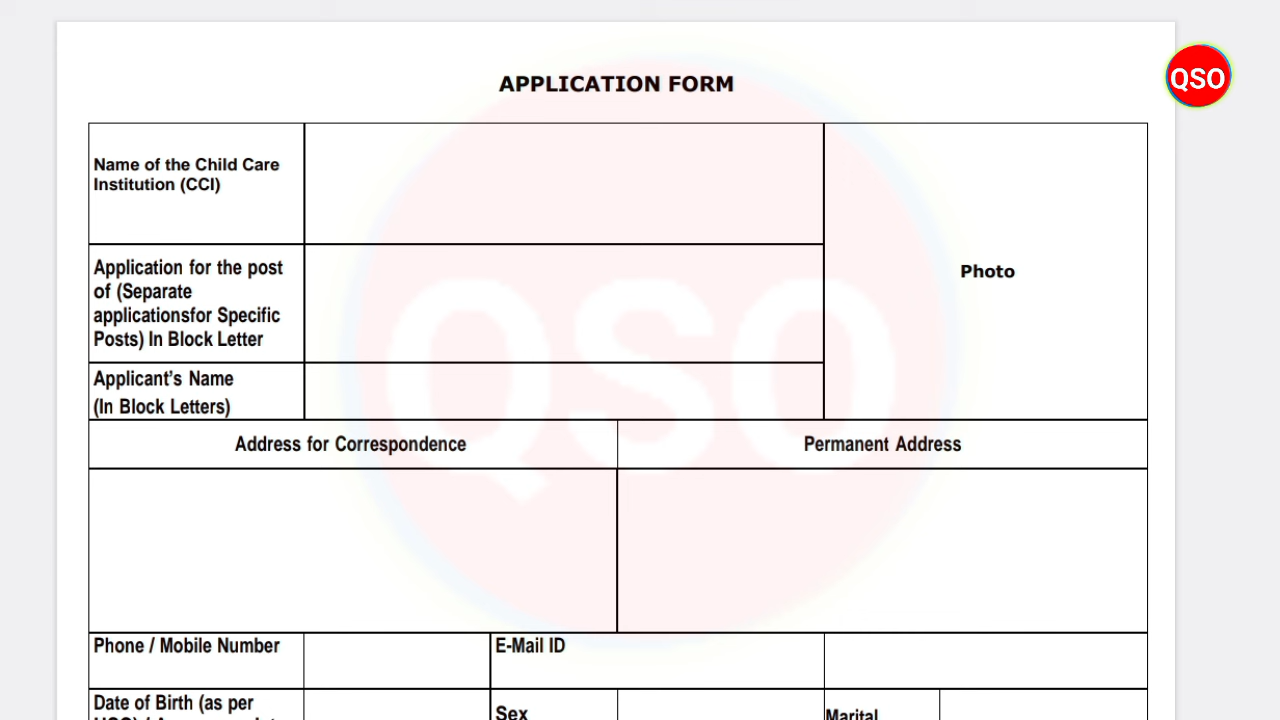 APPLICATION FORM
QSO
Name of the Child Care
Institution (CCI)
Photo
Application for the post
of (Separate
applicationsfor Specific
Posts) In Block Letter
Applicant’s Name
(In Block Letters)
QSO
Address for Correspondence
Permanent Address
Phone / Mobile Number
E-Mail ID
Date of Birth (as per
Sex
Marital